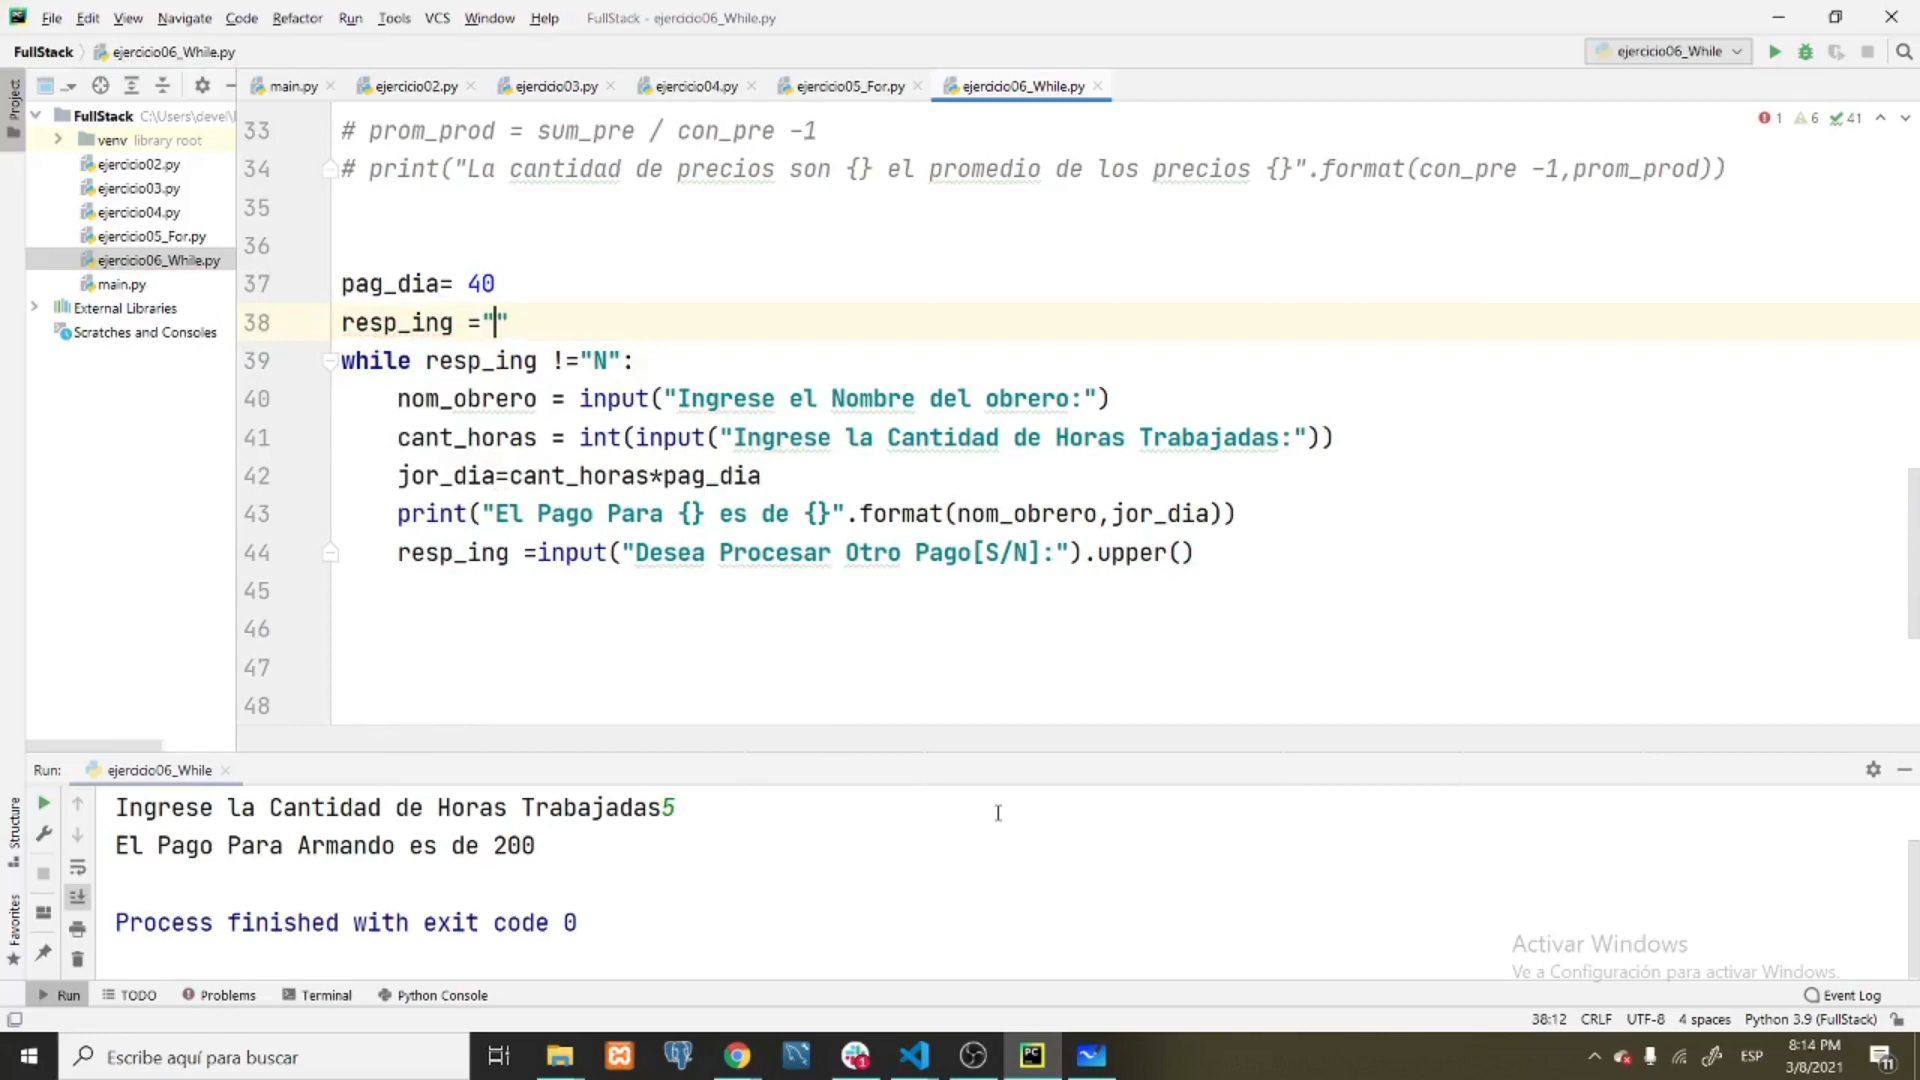 File Edit View Navigate Code Refactor Run Tools VCS Window Help FullStack - ejercicio06_While.py
FullStack ejercicio06_While.py ejercicio06_While
Project
main.py ejercicio02.py ejercicio03.py ejercicio04.py ejercicio05_For.py ejercicio06_While.py
FullStack C:\Users\devel\
venv library root
ejercicio02.py
ejercicio03.py
ejercicio04.py
ejercicio05_For.py
ejercicio06_While.py
main.py
External Libraries
Scratches and Consoles
1 6 41
33 # prom_prod = sum_pre / con_pre -1
34 # print("La cantidad de precios son {} el promedio de los precios {}".format(con_pre -1,prom_prod))
35
36
37 pag_dia= 40
38 resp_ing =""
39 while resp_ing !="N":
40 nom_obrero = input("Ingrese el Nombre del obrero:")
41 cant_horas = int(input("Ingrese la Cantidad de Horas Trabajadas:"))
42 jor_dia=cant_horas*pag_dia
43 print("El Pago Para {} es de {}".format(nom_obrero,jor_dia))
44 resp_ing =input("Desea Procesar Otro Pago[S/N]:").upper()
45
46
47
48
Run: ejercicio06_While
Structure
Favorites
Ingrese la Cantidad de Horas Trabajadas5
El Pago Para Armando es de 200
Process finished with exit code 0
Activar Windows
Ve a Configuración para activar Windows.
Run TODO Problems Terminal Python Console Event Log
38:12 CRLF UTF-8 4 spaces Python 3.9 (FullStack)
Escribe aquí para buscar
PC
1
ESP
8:14 PM
3/8/2021
11